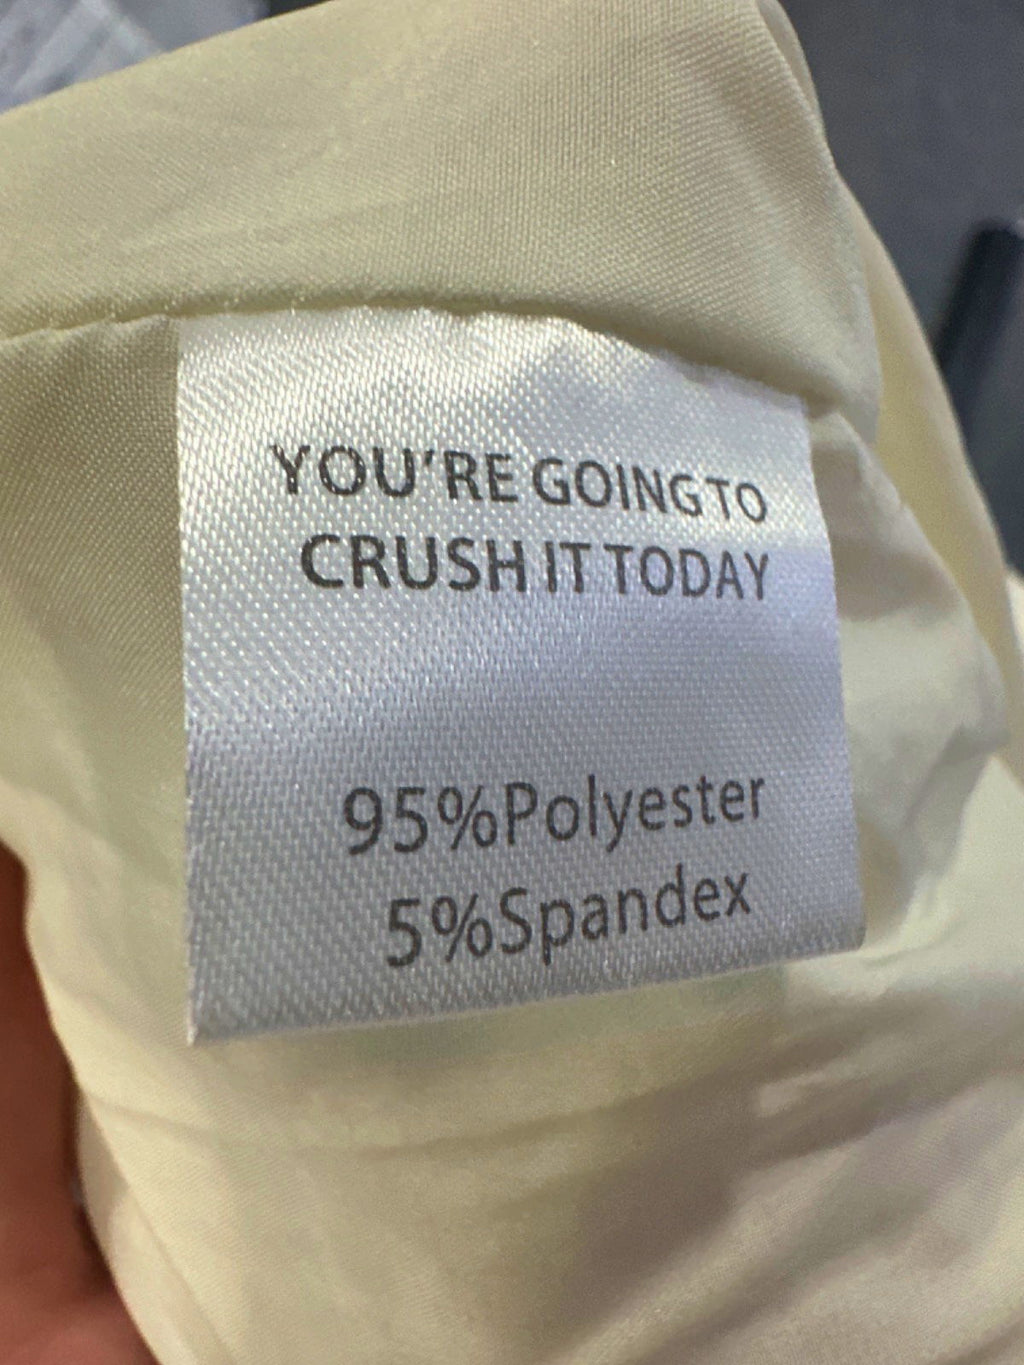 YOU'RE GOING TO
CRUSH IT TODAY
95%Polyester
5%Spandex